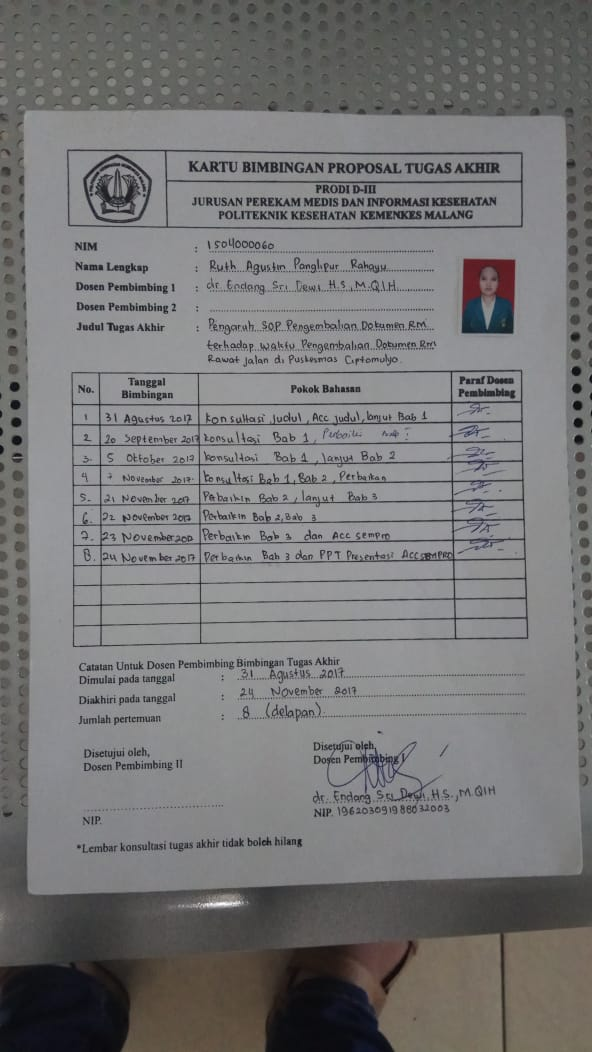 KARTU BIMBINGAN PROPOSAL TUGAS AKHIR
PRODI D-III
JURUSAN PEREKAM MEDIS DAN INFORMASI KESEHATAN
POLITEKNIK KESEHATAN KEMENKES MALANG
NIM : 1504000060
Nama Lengkap : Ruth Agustin Panglipur Rahayu
Dosen Pembimbing 1 : dr. Endang Sri Dewi H.S., M.QIH
Dosen Pembimbing 2 :
Judul Tugas Akhir : Pengaruh SOP Pengembalian Dokumen RM
terhadap Waktu Pengembalian Dokumen RM
Rawat Jalan di Puskesmas Ciptomulyo.
No. Tanggal Bimbingan Pokok Bahasan Paraf Dosen Pembimbing
1 31 Agustus 2017 Konsultasi Judul, Acc Judul, lanjut Bab 1
2 20 September 2017 Konsultasi Bab 1,
3. 5 Oktober 2017 Konsultasi Bab 1, lanjut Bab 2
4 7 November 2017. Konsultasi Bab 1, Bab 2, Perbaikan
5. 21 November 2017 Perbaikan Bab 2, lanjut Bab 3
6. 22 November 2017 Perbaikan Bab 2, Bab 3
7. 23 November Perbaikan Bab 3 dan Acc sempro
8. 24 November 2017 Perbaikan Bab 3 dan PPT Presentasi ACC SEMPRO
Catatan Untuk Dosen Pembimbing Bimbingan Tugas Akhir
Dimulai pada tanggal : 31 Agustus 2017
Diakhiri pada tanggal : 24 November 2017
Jumlah pertemuan : 8 (delapan)
Disetujui oleh,
Dosen Pembimbing II
NIP.
Disetujui oleh,
Dosen Pembimbing I
dr. Endang Sri Dewi, H.S., M.QIH
NIP. 196203091988032003
*Lembar konsultasi tugas akhir tidak boleh hilang